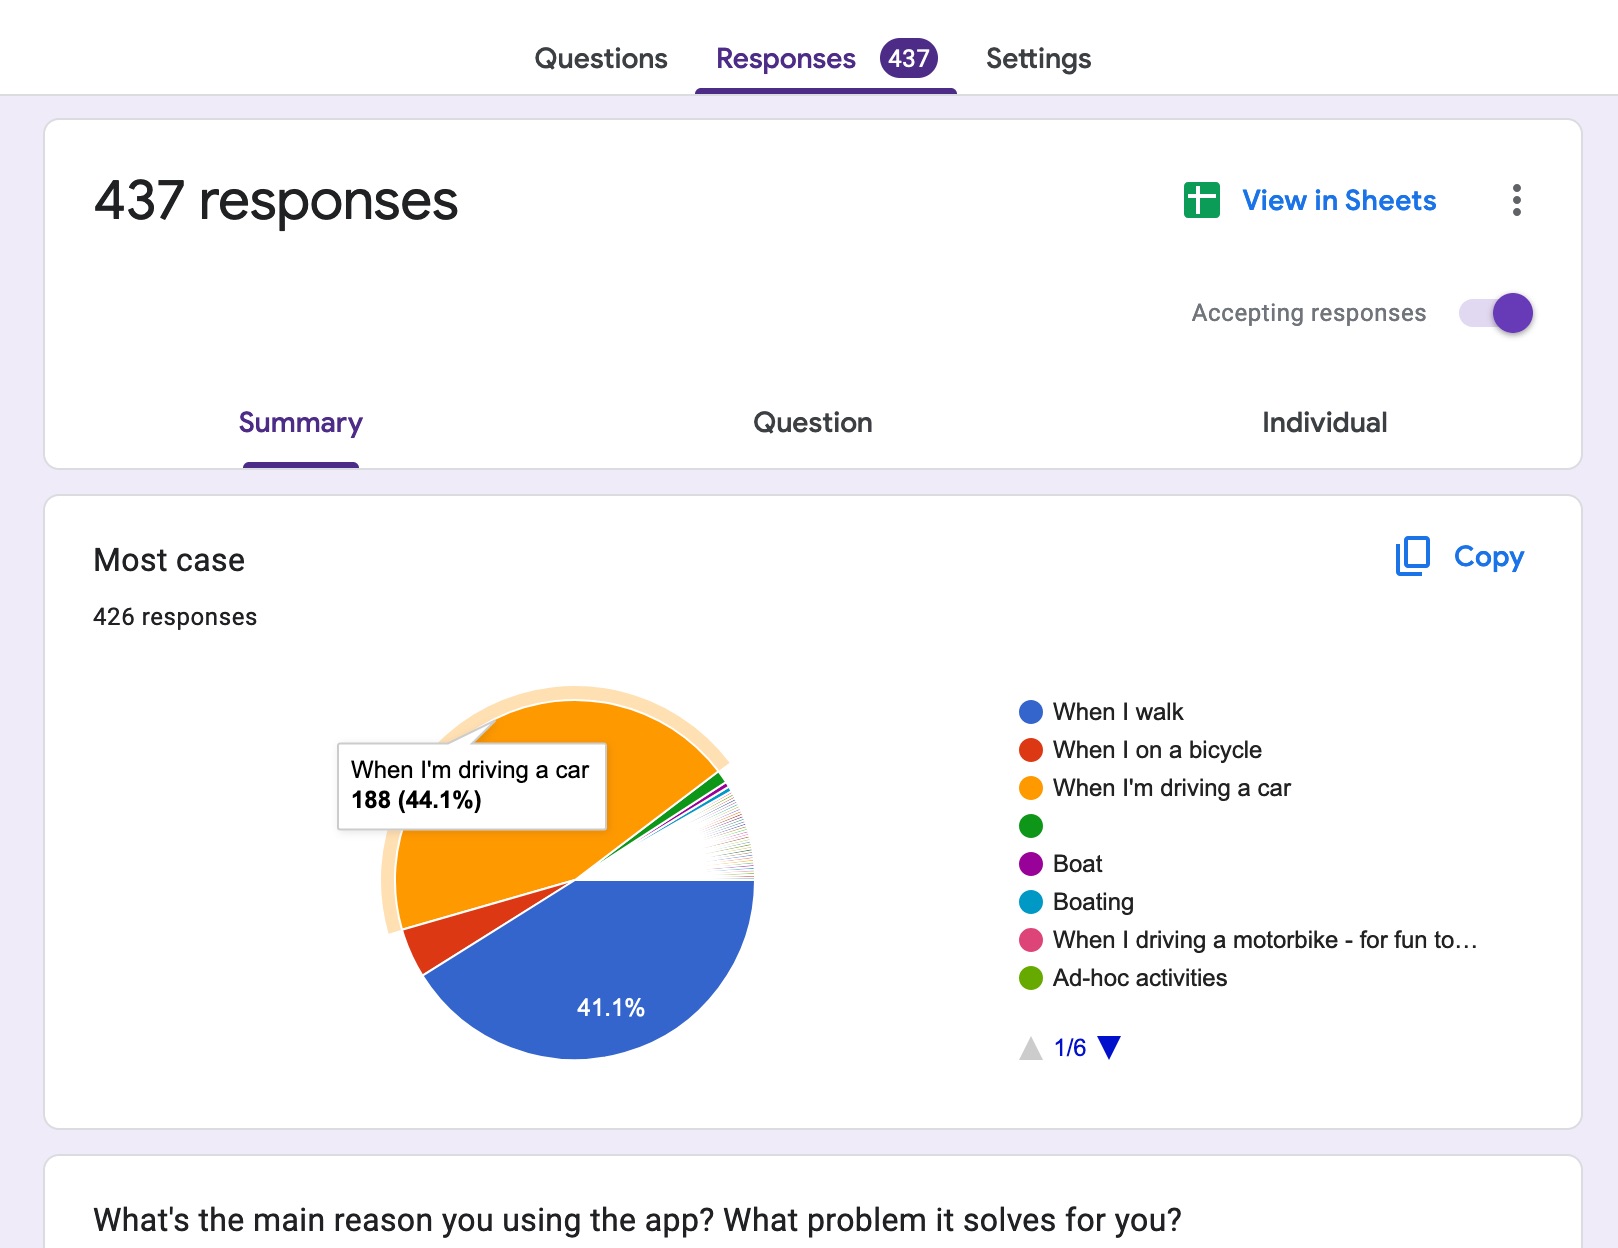 Questions
Responses 437
Settings
437 responses
View in Sheets
Accepting responses
Summary
Question
Individual
Most case
Copy
426 responses
When I'm driving a car
188 (44.1%)
41.1%
When I walk
When I on a bicycle
When I'm driving a car
Boat
Boating
When I driving a motorbike - for fun to…
Ad-hoc activities
1/6
What's the main reason you using the app? What problem it solves for you?